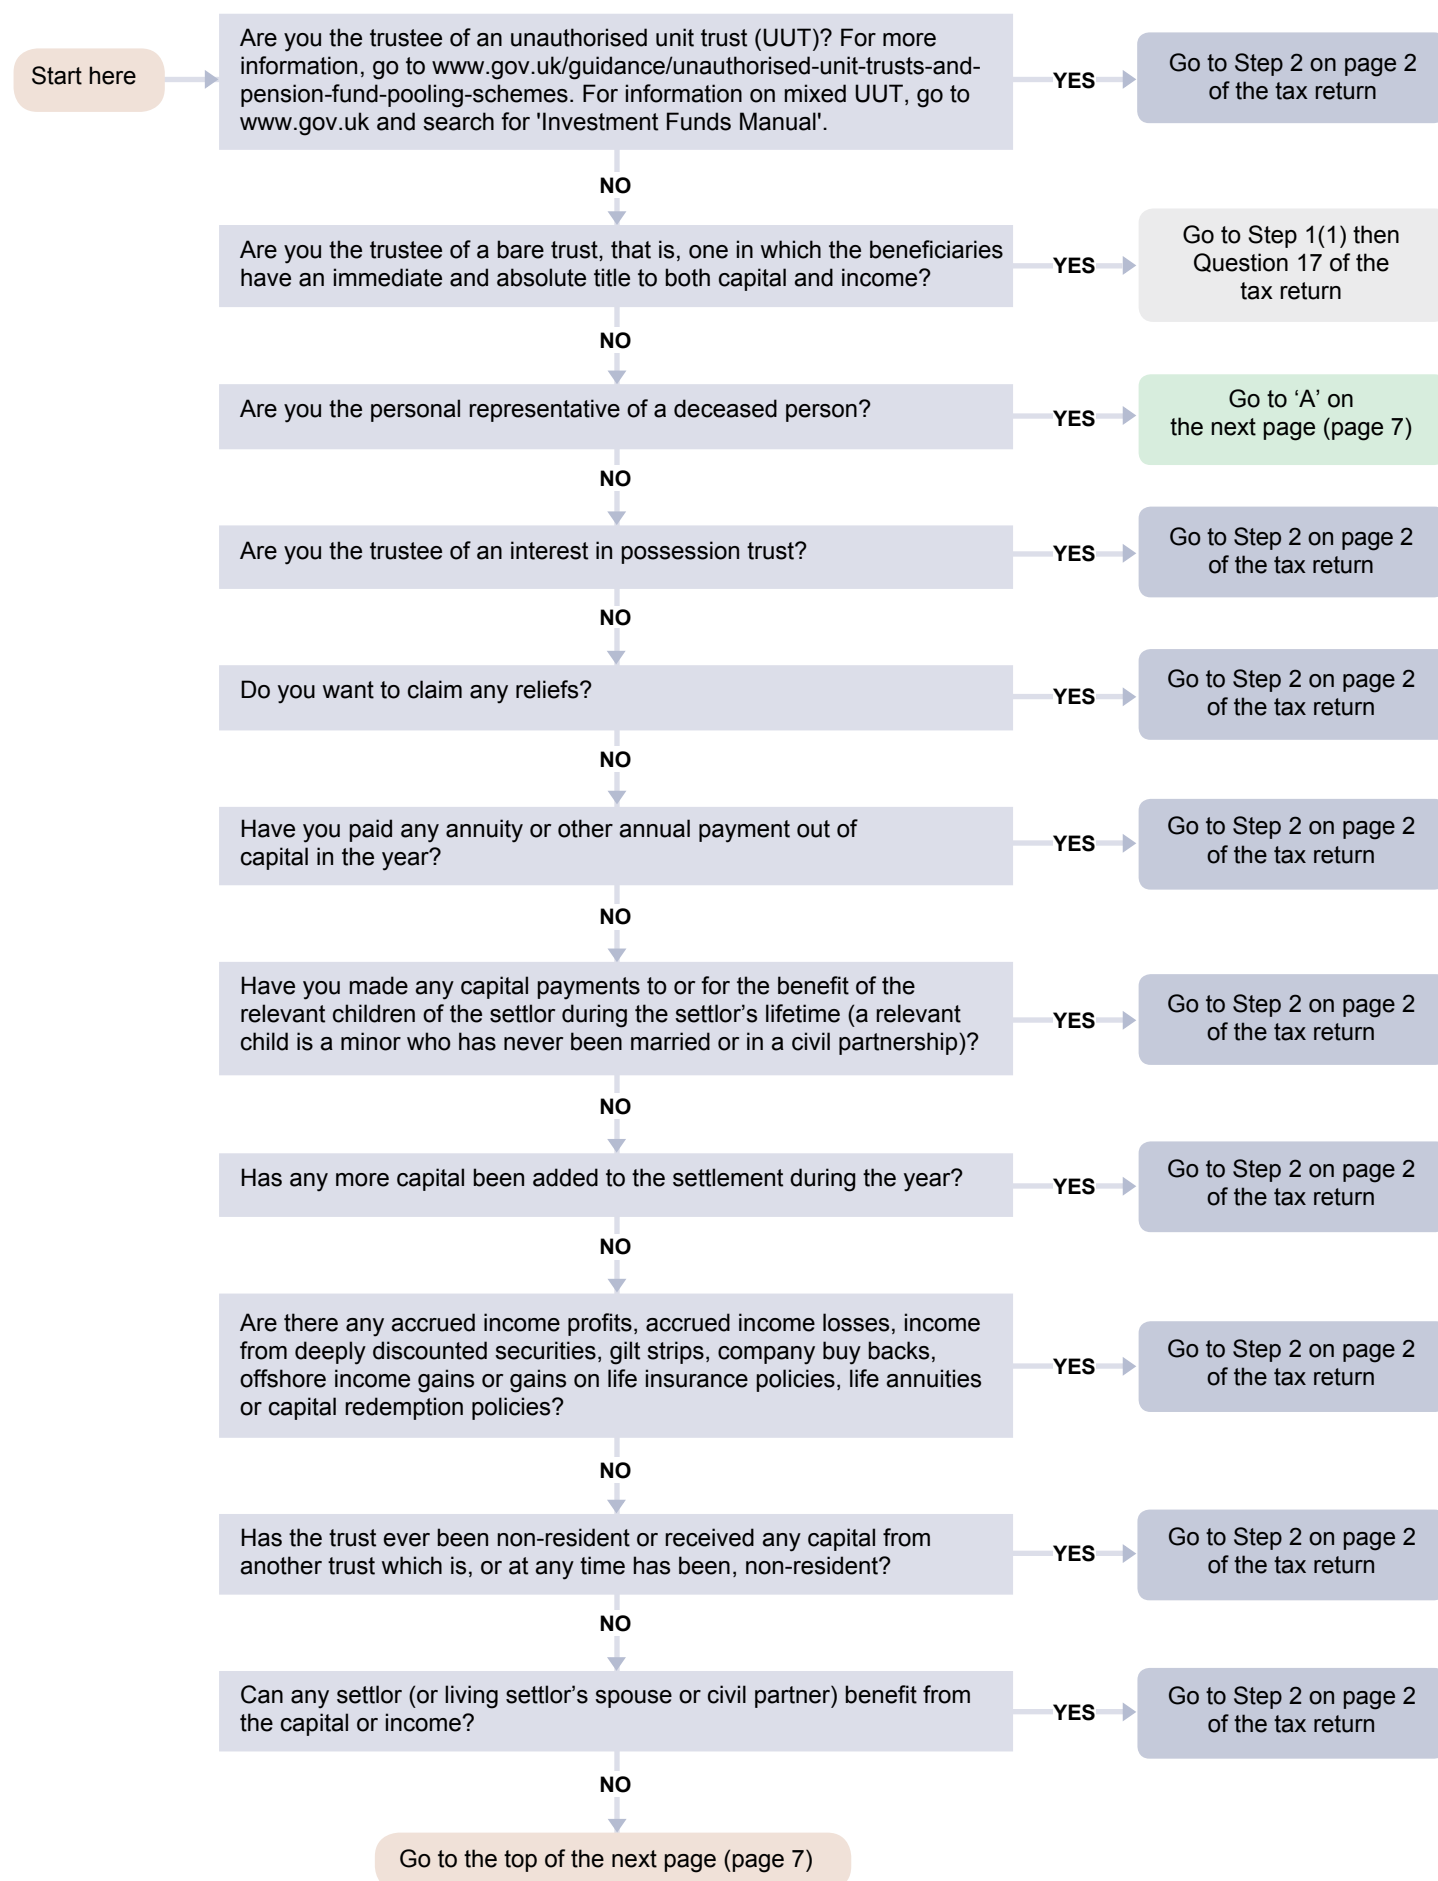 Start here
Are you the trustee of an unauthorised unit trust (UUT)? For more
information, go to www.gov.uk/guidance/unauthorised-unit-trusts-and-
pension-fund-pooling-schemes. For information on mixed UUT, go to
www.gov.uk and search for 'Investment Funds Manual'.
YES
Go to Step 2 on page 2
of the tax return
NO
Are you the trustee of a bare trust, that is, one in which the beneficiaries
have an immediate and absolute title to both capital and income?
YES
Go to Step 1(1) then
Question 17 of the
tax return
NO
Are you the personal representative of a deceased person?
YES
Go to ‘A’ on
the next page (page 7)
NO
Are you the trustee of an interest in possession trust?
YES
Go to Step 2 on page 2
of the tax return
NO
Do you want to claim any reliefs?
YES
Go to Step 2 on page 2
of the tax return
NO
Have you paid any annuity or other annual payment out of
capital in the year?
YES
Go to Step 2 on page 2
of the tax return
NO
Have you made any capital payments to or for the benefit of the
relevant children of the settlor during the settlor’s lifetime (a relevant
child is a minor who has never been married or in a civil partnership)?
YES
Go to Step 2 on page 2
of the tax return
NO
Has any more capital been added to the settlement during the year?
YES
Go to Step 2 on page 2
of the tax return
NO
Are there any accrued income profits, accrued income losses, income
from deeply discounted securities, gilt strips, company buy backs,
offshore income gains or gains on life insurance policies, life annuities
or capital redemption policies?
YES
Go to Step 2 on page 2
of the tax return
NO
Has the trust ever been non-resident or received any capital from
another trust which is, or at any time has been, non-resident?
YES
Go to Step 2 on page 2
of the tax return
NO
Can any settlor (or living settlor’s spouse or civil partner) benefit from
the capital or income?
YES
Go to Step 2 on page 2
of the tax return
NO
Go to the top of the next page (page 7)